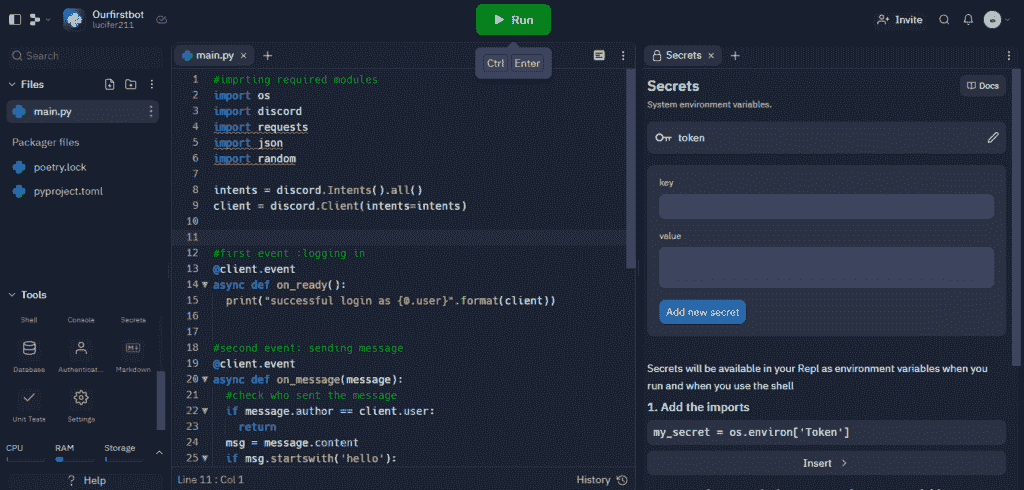 Ourfirstbot
lucifer211
Run
Invite
Ctrl Enter
Search
Files
main.py
Packager files
poetry.lock
pyproject.toml
Tools
Shell Console Secrets
Database Authenticat... Markdown
Unit Tests Settings
CPU RAM Storage
? Help
main.py × +
1 #imprting required modules
2 import os
3 import discord
4 import requests
5 import json
6 import random
7
8 intents = discord.Intents().all()
9 client = discord.Client(intents=intents)
10
11
12 #first event :logging in
13 @client.event
14 async def on_ready():
15 print("successful login as {0.user}".format(client))
16
17
18 #second event: sending message
19 @client.event
20 async def on_message(message):
21 #check who sent the message
22 if message.author == client.user:
23 return
24 msg = message.content
25 if msg.startswith('hello'):
Line 11 : Col 1
History
Secrets × +
Secrets
Docs
System environment variables.
token
key
value
Add new secret
Secrets will be available in your Repl as environment variables when you
run and when you use the shell
1. Add the imports
my_secret = os.environ['Token']
Insert